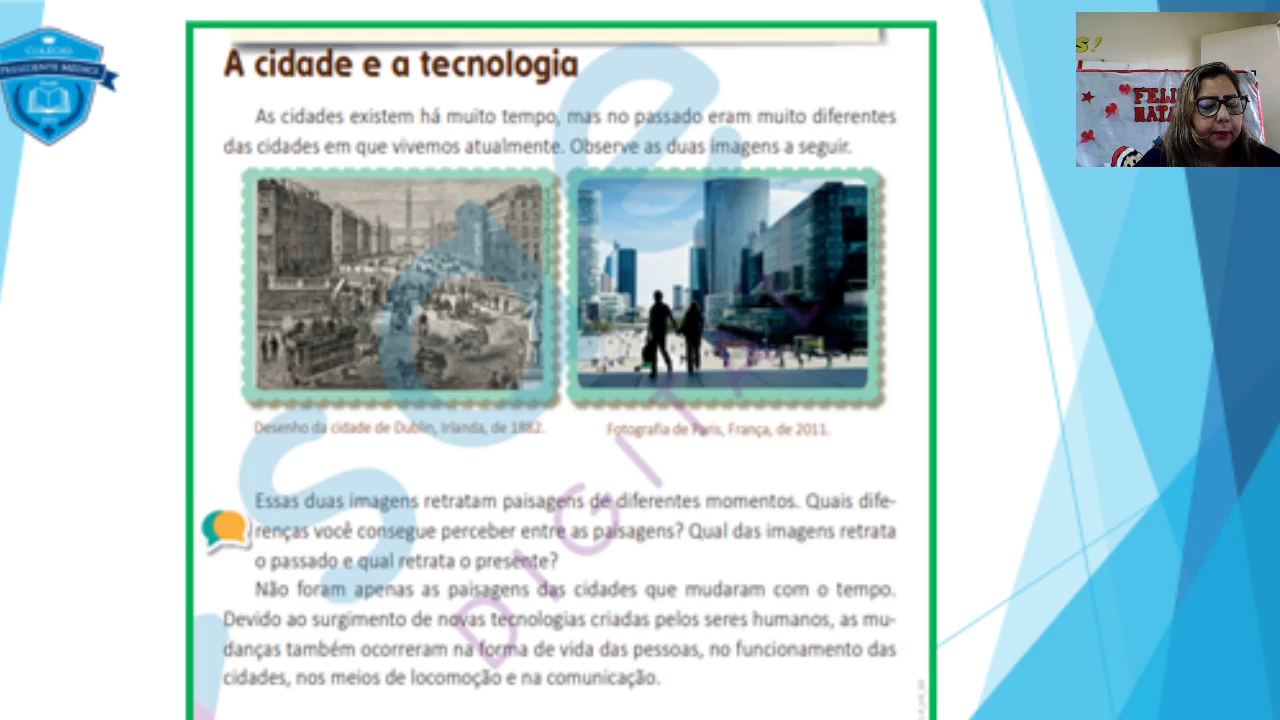 COLÉGIO
PRESIDENTE MÉDICI
A cidade e a tecnologia
As cidades existem há muito tempo, mas no passado eram muito diferentes
das cidades em que vivemos atualmente. Observe as duas imagens a seguir.
Desenho da cidade de Dublin, Irlanda, de 1882.
Fotografia de Paris, França, de 2011.
Essas duas imagens retratam paisagens de diferentes momentos. Quais dife-
renças você consegue perceber entre as paisagens? Qual das imagens retrata
o passado e qual retrata o presente?
Não foram apenas as paisagens das cidades que mudaram com o tempo.
Devido ao surgimento de novas tecnologias criadas pelos seres humanos, as mu-
danças também ocorreram na forma de vida das pessoas, no funcionamento das
cidades, nos meios de locomoção e na comunicação.
DIGITAL
S!